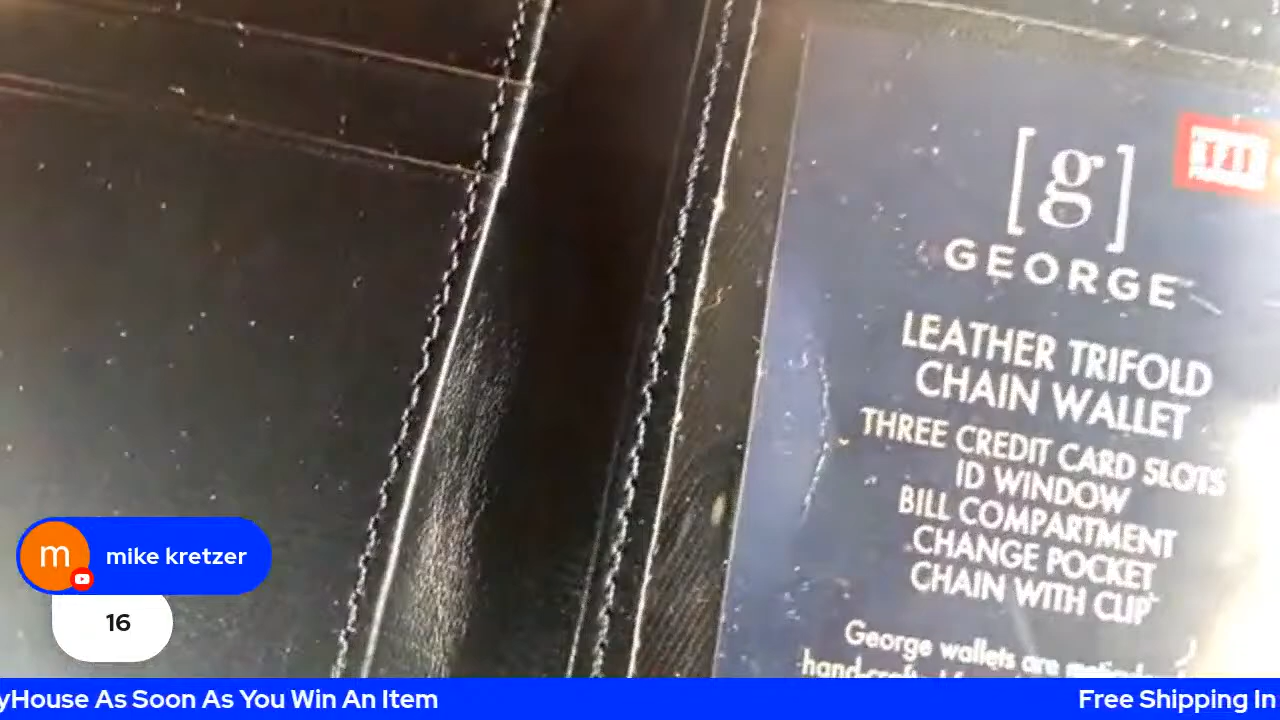 [g]
GEORGE
RFID
LEATHER TRIFOLD
CHAIN WALLET
THREE CREDIT CARD SLOTS
ID WINDOW
BILL COMPARTMENT
CHANGE POCKET
CHAIN WITH CLIP
George wallets are
m
mike kretzer
16
yHouse As Soon As You Win An Item
Free Shipping In